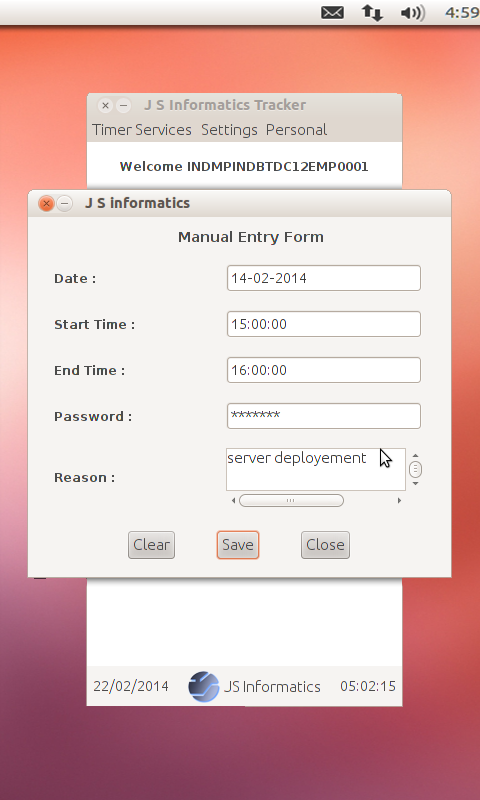 4:59
J S Informatics Tracker
Timer Services Settings Personal
Welcome INDMPINDBTDC12EMP0001
J S informatics
Manual Entry Form
Date : 14-02-2014
Start Time : 15:00:00
End Time : 16:00:00
Password : *******
Reason : server deployement
Clear Save Close
22/02/2014 JS Informatics 05:02:15